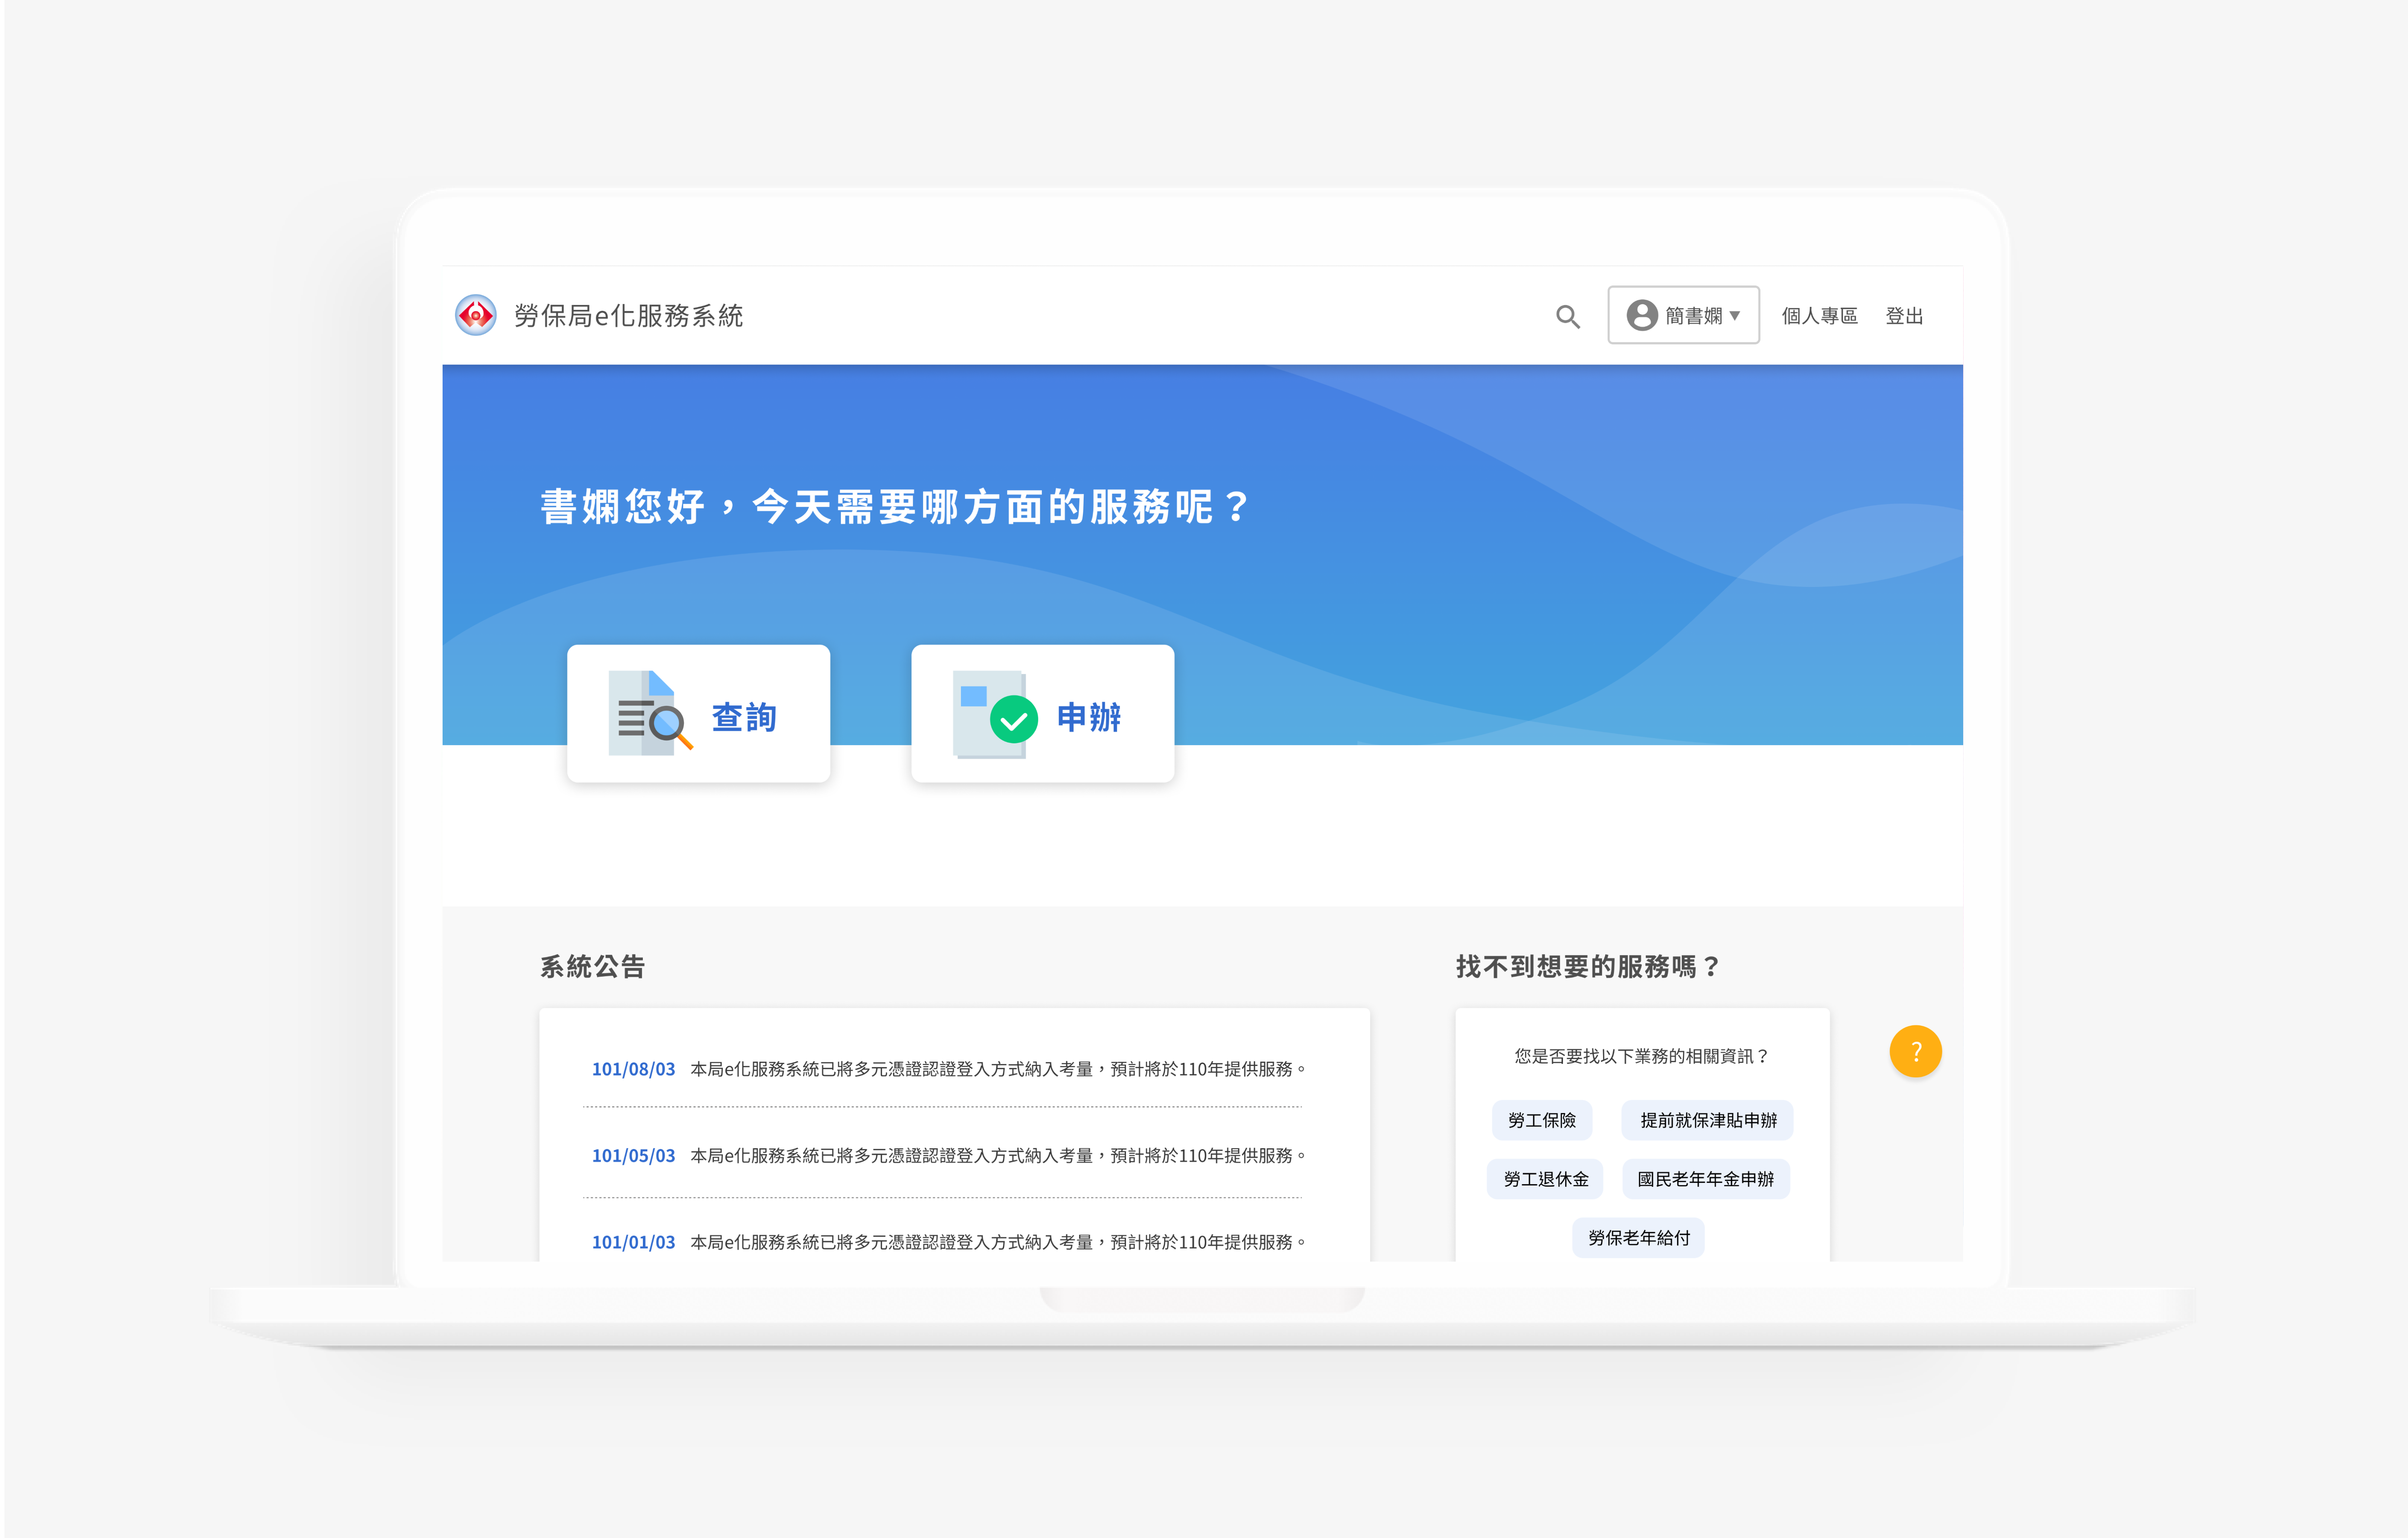 勞保局e化服務系統
簡書嫻 ▼
個人專區
登出
書嫻您好，今天需要哪方面的服務呢？
查詢
申辦
系統公告
101/08/03 本局e化服務系統已將多元憑證認證登入方式納入考量，預計將於110年提供服務。
101/05/03 本局e化服務系統已將多元憑證認證登入方式納入考量，預計將於110年提供服務。
101/01/03 本局e化服務系統已將多元憑證認證登入方式納入考量，預計將於110年提供服務。
找不到想要的服務嗎？
您是否要找以下業務的相關資訊？
勞工保險
提前就保津貼申辦
勞工退休金
國民老年年金申辦
勞保老年給付
?